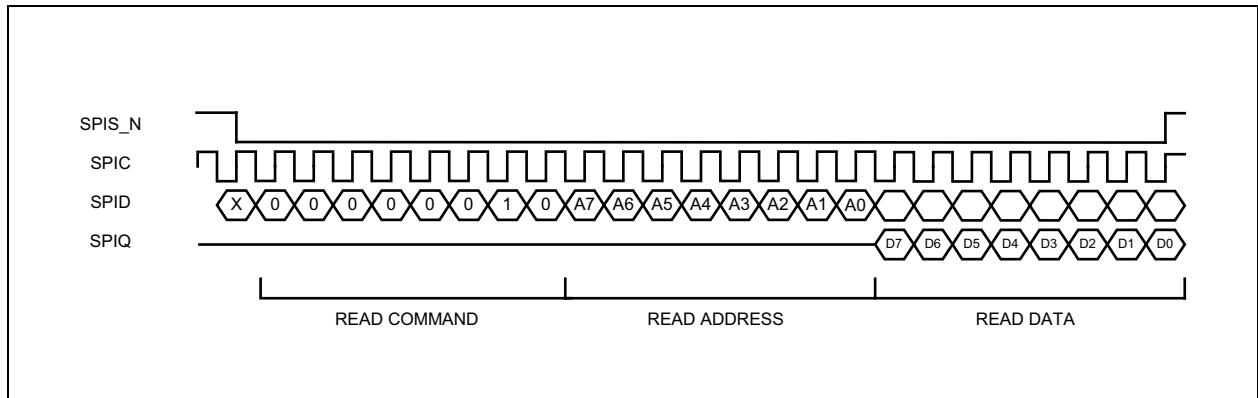 SPIS_N
SPIC
SPID X 0 0 0 0 0 0 1 0 A7 A6 A5 A4 A3 A2 A1 A0
SPIQ D7 D6 D5 D4 D3 D2 D1 D0
READ COMMAND READ ADDRESS READ DATA